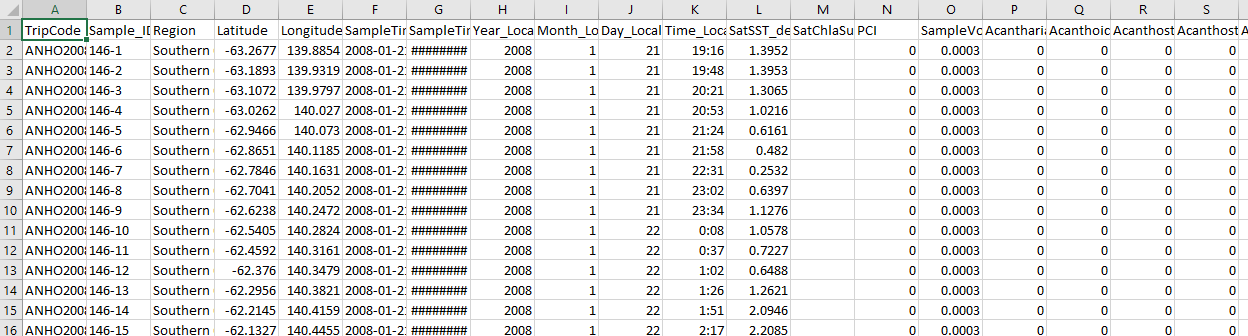 A B C D E F G H I J K L M N O P Q R S
1 TripCode Sample_ID Region Latitude Longitude SampleTim SampleTim Year_Loca Month_Lo Day_Local Time_Loca SatSST_de SatChlaSu PCI SampleVo Acantharia Acanthoic Acanthost Acanthost A
2 ANHO2008 146-1 Southern -63.2677 139.8854 2008-01-2 ######## 2008 1 21 19:16 1.3952 0 0.0003 0 0 0 0
3 ANHO2008 146-2 Southern -63.1893 139.9319 2008-01-2 ######## 2008 1 21 19:48 1.3953 0 0.0003 0 0 0 0
4 ANHO2008 146-3 Southern -63.1072 139.9797 2008-01-2 ######## 2008 1 21 20:21 1.3065 0 0.0003 0 0 0 0
5 ANHO2008 146-4 Southern -63.0262 140.027 2008-01-2 ######## 2008 1 21 20:53 1.0216 0 0.0003 0 0 0 0
6 ANHO2008 146-5 Southern -62.9466 140.073 2008-01-2 ######## 2008 1 21 21:24 0.6161 0 0.0003 0 0 0 0
7 ANHO2008 146-6 Southern -62.8651 140.1185 2008-01-2 ######## 2008 1 21 21:58 0.482 0 0.0003 0 0 0 0
8 ANHO2008 146-7 Southern -62.7846 140.1631 2008-01-2 ######## 2008 1 21 22:31 0.2532 0 0.0003 0 0 0 0
9 ANHO2008 146-8 Southern -62.7041 140.2052 2008-01-2 ######## 2008 1 21 23:02 0.6397 0 0.0003 0 0 0 0
10 ANHO2008 146-9 Southern -62.6238 140.2472 2008-01-2 ######## 2008 1 21 23:34 1.1276 0 0.0003 0 0 0 0
11 ANHO2008 146-10 Southern -62.5405 140.2824 2008-01-2 ######## 2008 1 22 0:08 1.0578 0 0.0003 0 0 0 0
12 ANHO2008 146-11 Southern -62.4592 140.3161 2008-01-2 ######## 2008 1 22 0:37 0.7227 0 0.0003 0 0 0 0
13 ANHO2008 146-12 Southern -62.376 140.3479 2008-01-2 ######## 2008 1 22 1:02 0.6488 0 0.0003 0 0 0 0
14 ANHO2008 146-13 Southern -62.2956 140.3821 2008-01-2 ######## 2008 1 22 1:26 1.2621 0 0.0003 0 0 0 0
15 ANHO2008 146-14 Southern -62.2145 140.4159 2008-01-2 ######## 2008 1 22 1:51 2.0946 0 0.0003 0 0 0 0
16 ANHO2008 146-15 Southern -62.1327 140.4455 2008-01-2 ######## 2008 1 22 2:17 2.2085 0 0.0003 0 0 0 0